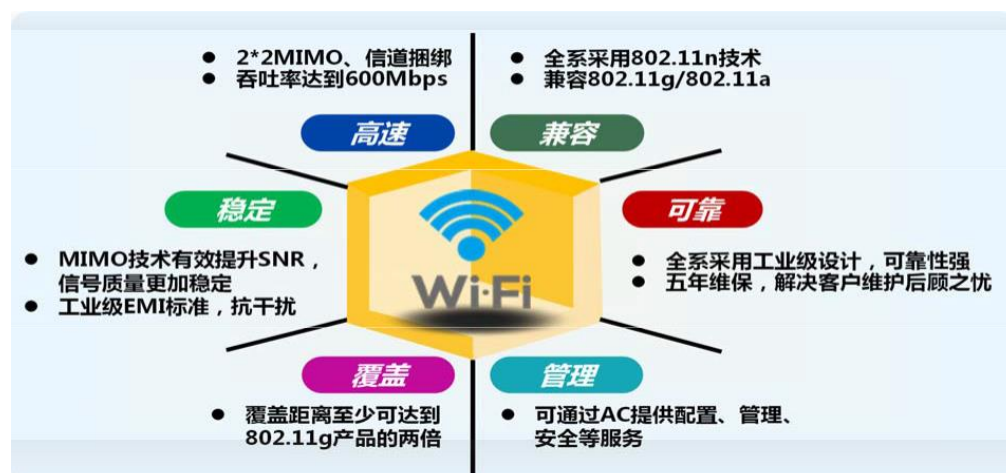 ● 2*2MIMO、信道捆绑
● 吞吐率达到600Mbps
高速
● 全系采用802.11n技术
● 兼容802.11g/802.11a
兼容
稳定
● MIMO技术有效提升SNR，
信号质量更加稳定
● 工业级EMI标准，抗干扰
Wi-Fi
可靠
● 全系采用工业级设计，可靠性强
● 五年维保，解决客户维护后顾之忧
覆盖
● 覆盖距离至少可达到
802.11g产品的两倍
管理
● 可通过AC提供配置、管理、
安全等服务